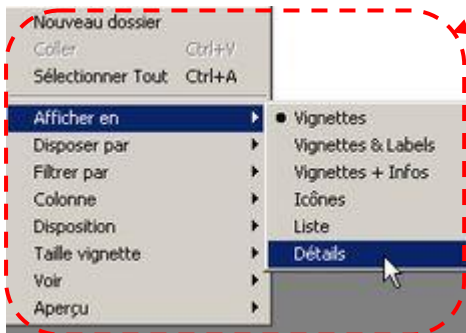 Nouveau dossier
Coller Ctrl+V
Sélectionner Tout Ctrl+A
Afficher en
Disposer par
Filtrer par
Colonne
Disposition
Taille vignette
Voir
Aperçu
Vignettes
Vignettes & Labels
Vignettes + Infos
Icônes
Liste
Détails